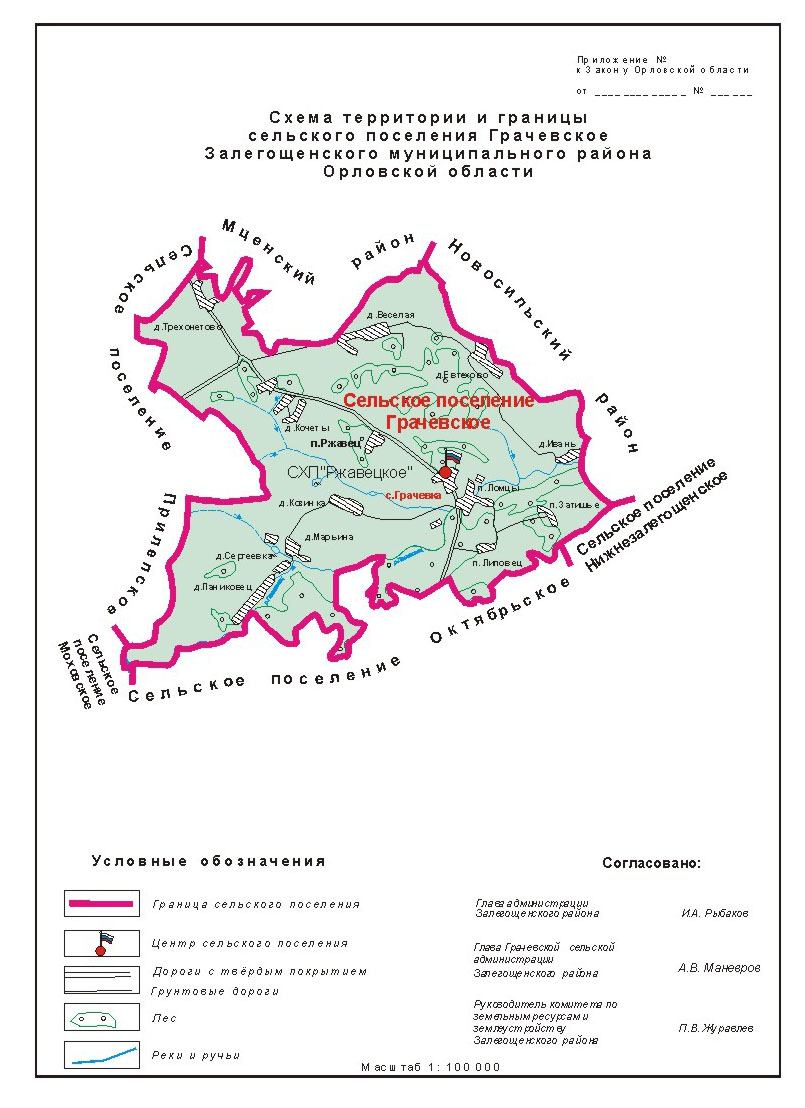 Приложение №
к Закону Орловской области
от _____________ № ______
Схема территории и границы
сельского поселения Грачевское
Залегощенского муниципального района
Орловской области
Мценский район
Новосильский район
Сельское поселение Прилепское
д.Трехонетово
д.Веселая
д.Евтехово
Сельское поселение
Грачевское
д.Кочеты
п.Ржавец
д.Ивань
СХП"Ржавецкое"
с.Грачевка
п.Ломцы
д.Козинка
п.Затишье
д.Марьина
д.Сергеевка
п.Липовец
д.Паниковец
Сельское поселение
Нижнезалегощенское
Сельское поселение Октябрьское
Сельское
поселение
Моховское
Условные обозначения
Граница сельского поселения
Центр сельского поселения
Дороги с твёрдым покрытием
Грунтовые дороги
Лес
Реки и ручьи
Согласовано:
Глава администрации
Залегощенского района
И.А. Рыбаков
Глава Грачевской сельской
администрации
Залегощенского района
А.В. Маневров
Руководитель комитета по
земельным ресурсам и
землеустройству
Залегощенского района
П.В. Журавлев
Масштаб 1: 100 000